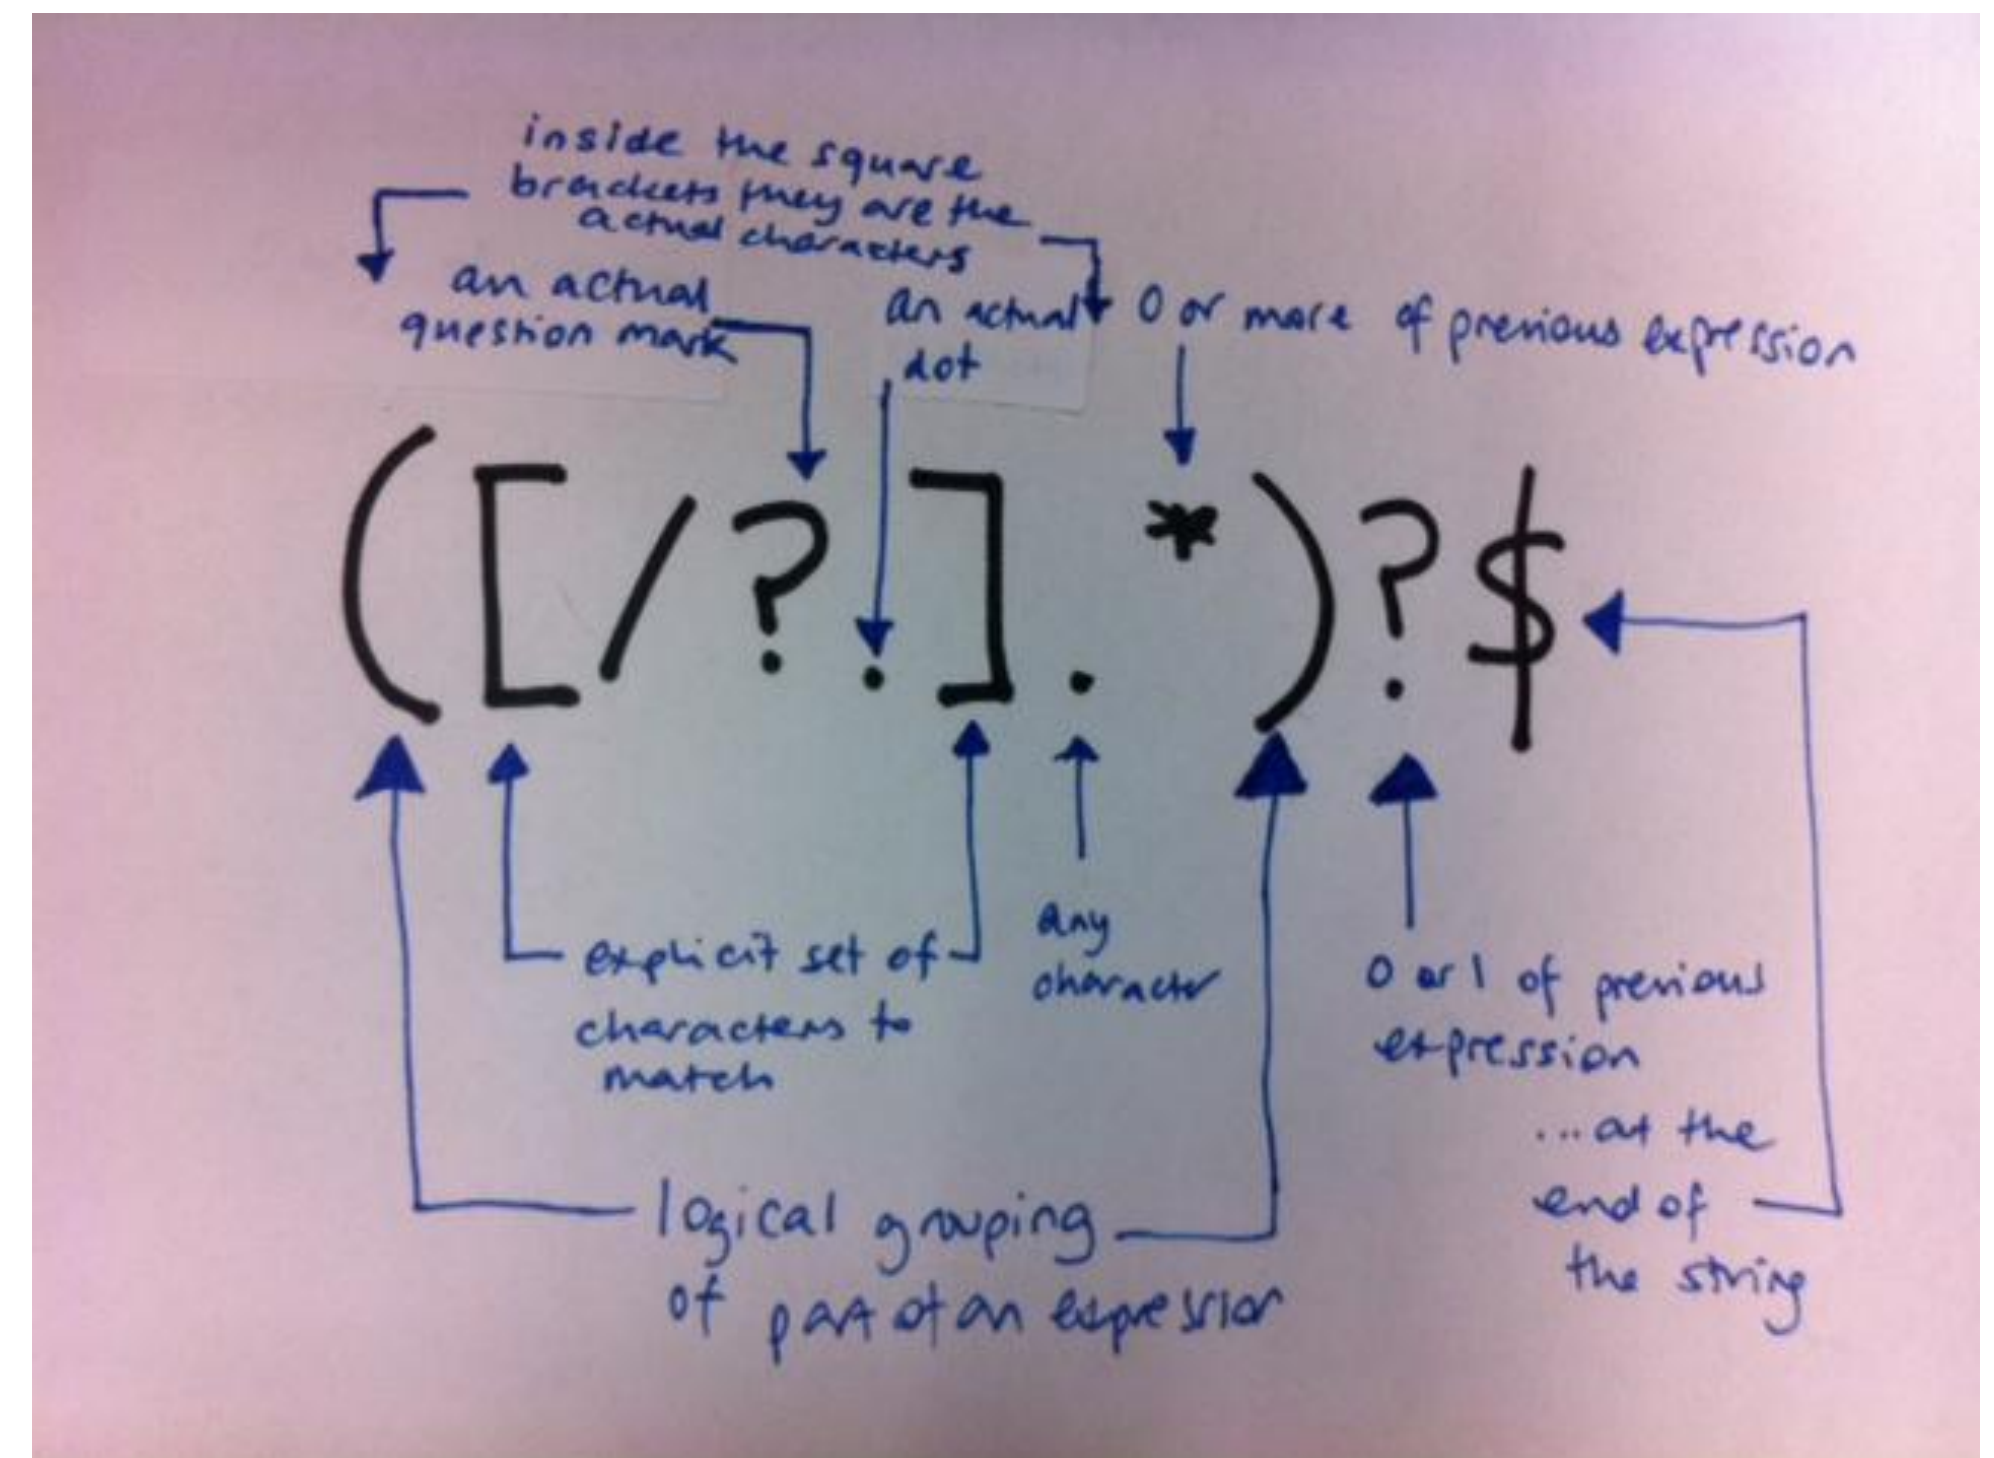 inside the square
brackets they are the
actual characters
an actual
question mark
an actual
dot
0 or more of previous expression
([/?.].*)?$
explicit set of
characters to
match
any
character
0 or 1 of previous
expression
...at the
end of
the string
logical grouping
of part of an expression